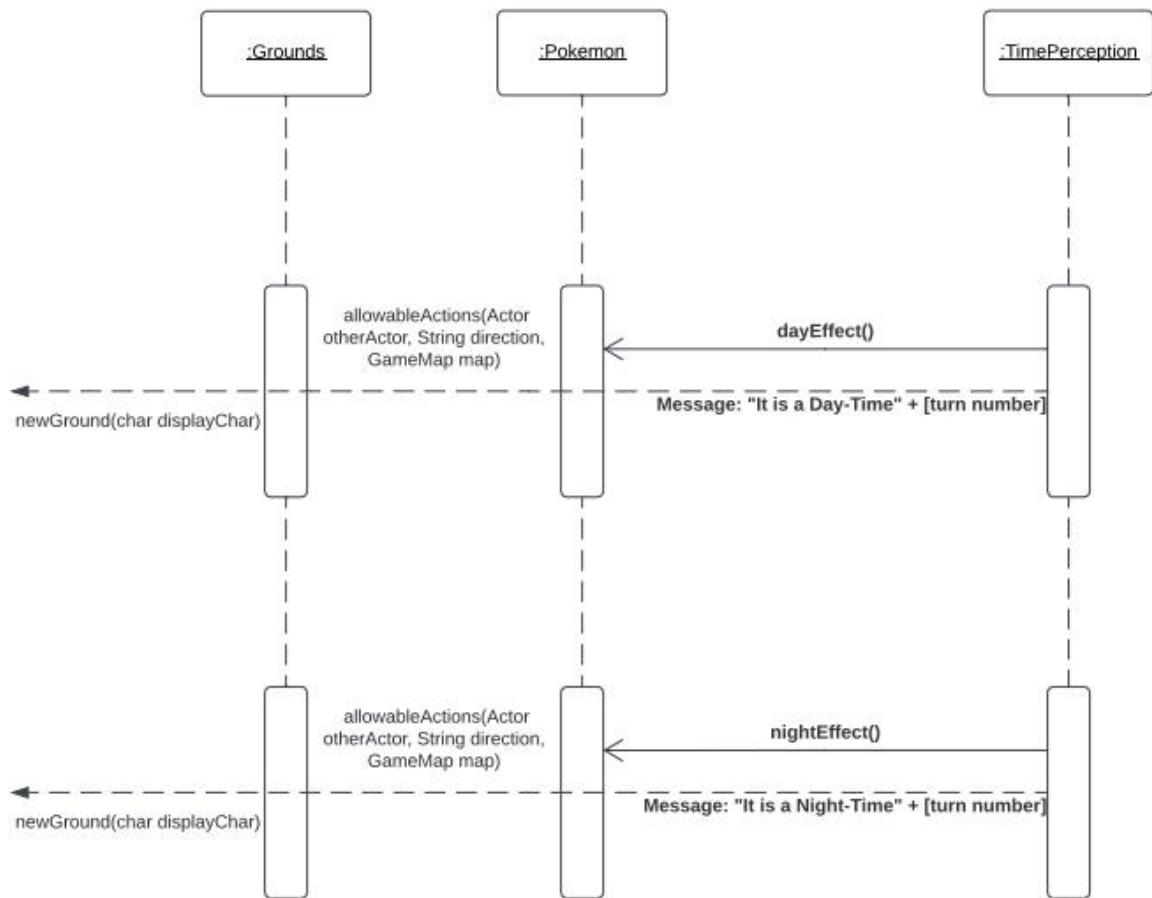 :Grounds
:Pokemon
:TimePerception
allowableActions(Actor
otherActor, String direction,
GameMap map)
dayEffect()
Message: "It is a Day-Time" + [turn number]
newGround(char displayChar)
allowableActions(Actor
otherActor, String direction,
GameMap map)
nightEffect()
Message: "It is a Night-Time" + [turn number]
newGround(char displayChar)